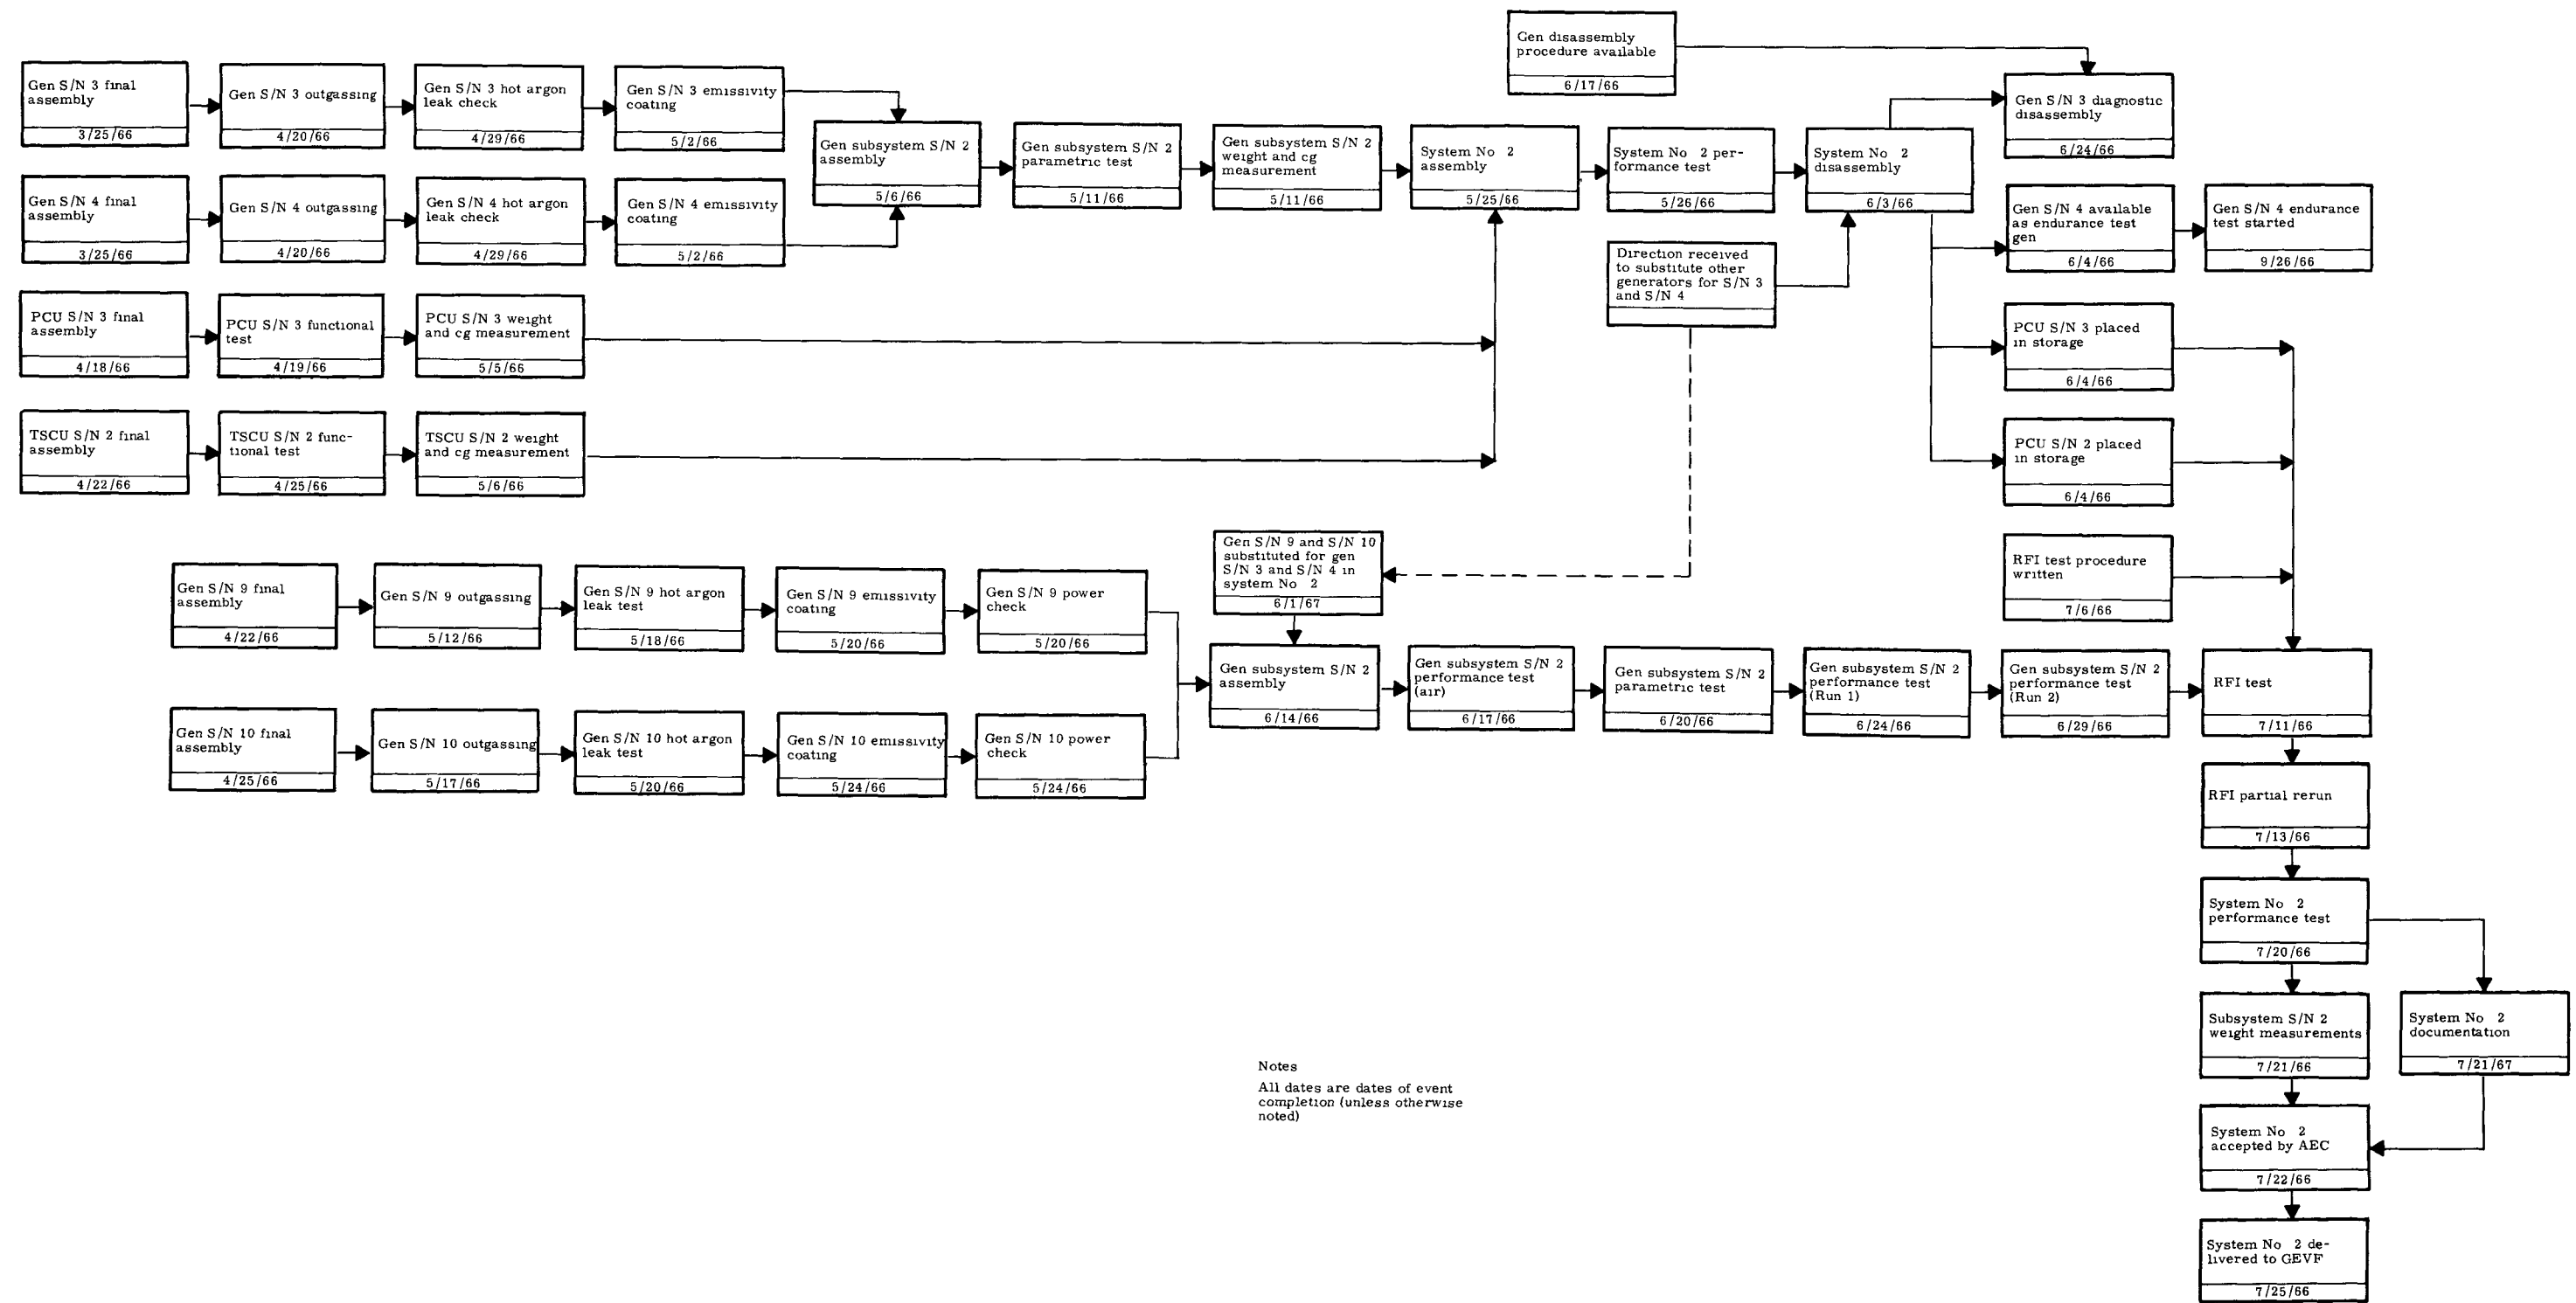 Gen disassembly
procedure available
6/17/66
Gen S/N 3 final
assembly
3/25/66
Gen S/N 3 outgassing
4/20/66
Gen S/N 3 hot argon
leak check
4/29/66
Gen S/N 3 emissivity
coating
5/2/66
Gen subsystem S/N 2
assembly
5/6/66
Gen subsystem S/N 2
parametric test
5/11/66
Gen subsystem S/N 2
weight and cg
measurement
5/11/66
System No 2
assembly
5/25/66
System No 2 per-
formance test
5/26/66
System No 2
disassembly
6/3/66
Gen S/N 3 diagnostic
disassembly
6/24/66
Gen S/N 4 final
assembly
3/25/66
Gen S/N 4 outgassing
4/20/66
Gen S/N 4 hot argon
leak check
4/29/66
Gen S/N 4 emissivity
coating
5/2/66
Gen S/N 4 available
as endurance test
gen
6/4/66
Gen S/N 4 endurance
test started
9/26/66
Direction received
to substitute other
generators for S/N 3
and S/N 4
PCU S/N 3 final
assembly
4/18/66
PCU S/N 3 functional
test
4/19/66
PCU S/N 3 weight
and cg measurement
5/5/66
PCU S/N 3 placed
in storage
6/4/66
TSCU S/N 2 final
assembly
4/22/66
TSCU S/N 2 func-
tional test
4/25/66
TSCU S/N 2 weight
and cg measurement
5/6/66
PCU S/N 2 placed
in storage
6/4/66
Gen S/N 9 and S/N 10
substituted for gen
S/N 3 and S/N 4 in
system No 2
6/1/67
RFI test procedure
written
7/6/66
Gen S/N 9 final
assembly
4/22/66
Gen S/N 9 outgassing
5/12/66
Gen S/N 9 hot argon
leak test
5/18/66
Gen S/N 9 emissivity
coating
5/20/66
Gen S/N 9 power
check
5/20/66
Gen subsystem S/N 2
assembly
6/14/66
Gen subsystem S/N 2
performance test
(air)
6/17/66
Gen subsystem S/N 2
parametric test
6/20/66
Gen subsystem S/N 2
performance test
(Run 1)
6/24/66
Gen subsystem S/N 2
performance test
(Run 2)
6/29/66
RFI test
7/11/66
Gen S/N 10 final
assembly
4/25/66
Gen S/N 10 outgassing
5/17/66
Gen S/N 10 hot argon
leak test
5/20/66
Gen S/N 10 emissivity
coating
5/24/66
Gen S/N 10 power
check
5/24/66
RFI partial rerun
7/13/66
System No 2
performance test
7/20/66
Subsystem S/N 2
weight measurements
7/21/66
System No 2
documentation
7/21/67
System No 2
accepted by AEC
7/22/66
System No 2 de-
livered to GEVF
7/25/66
Notes
All dates are dates of event
completion (unless otherwise
noted)